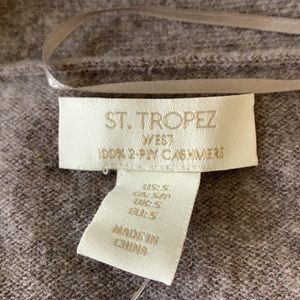 ST. TROPEZ
WEST
100% 2-PLY CASHMERE
US: S
CA: S/P
UK: S
EU: S
MADE IN
CHINA